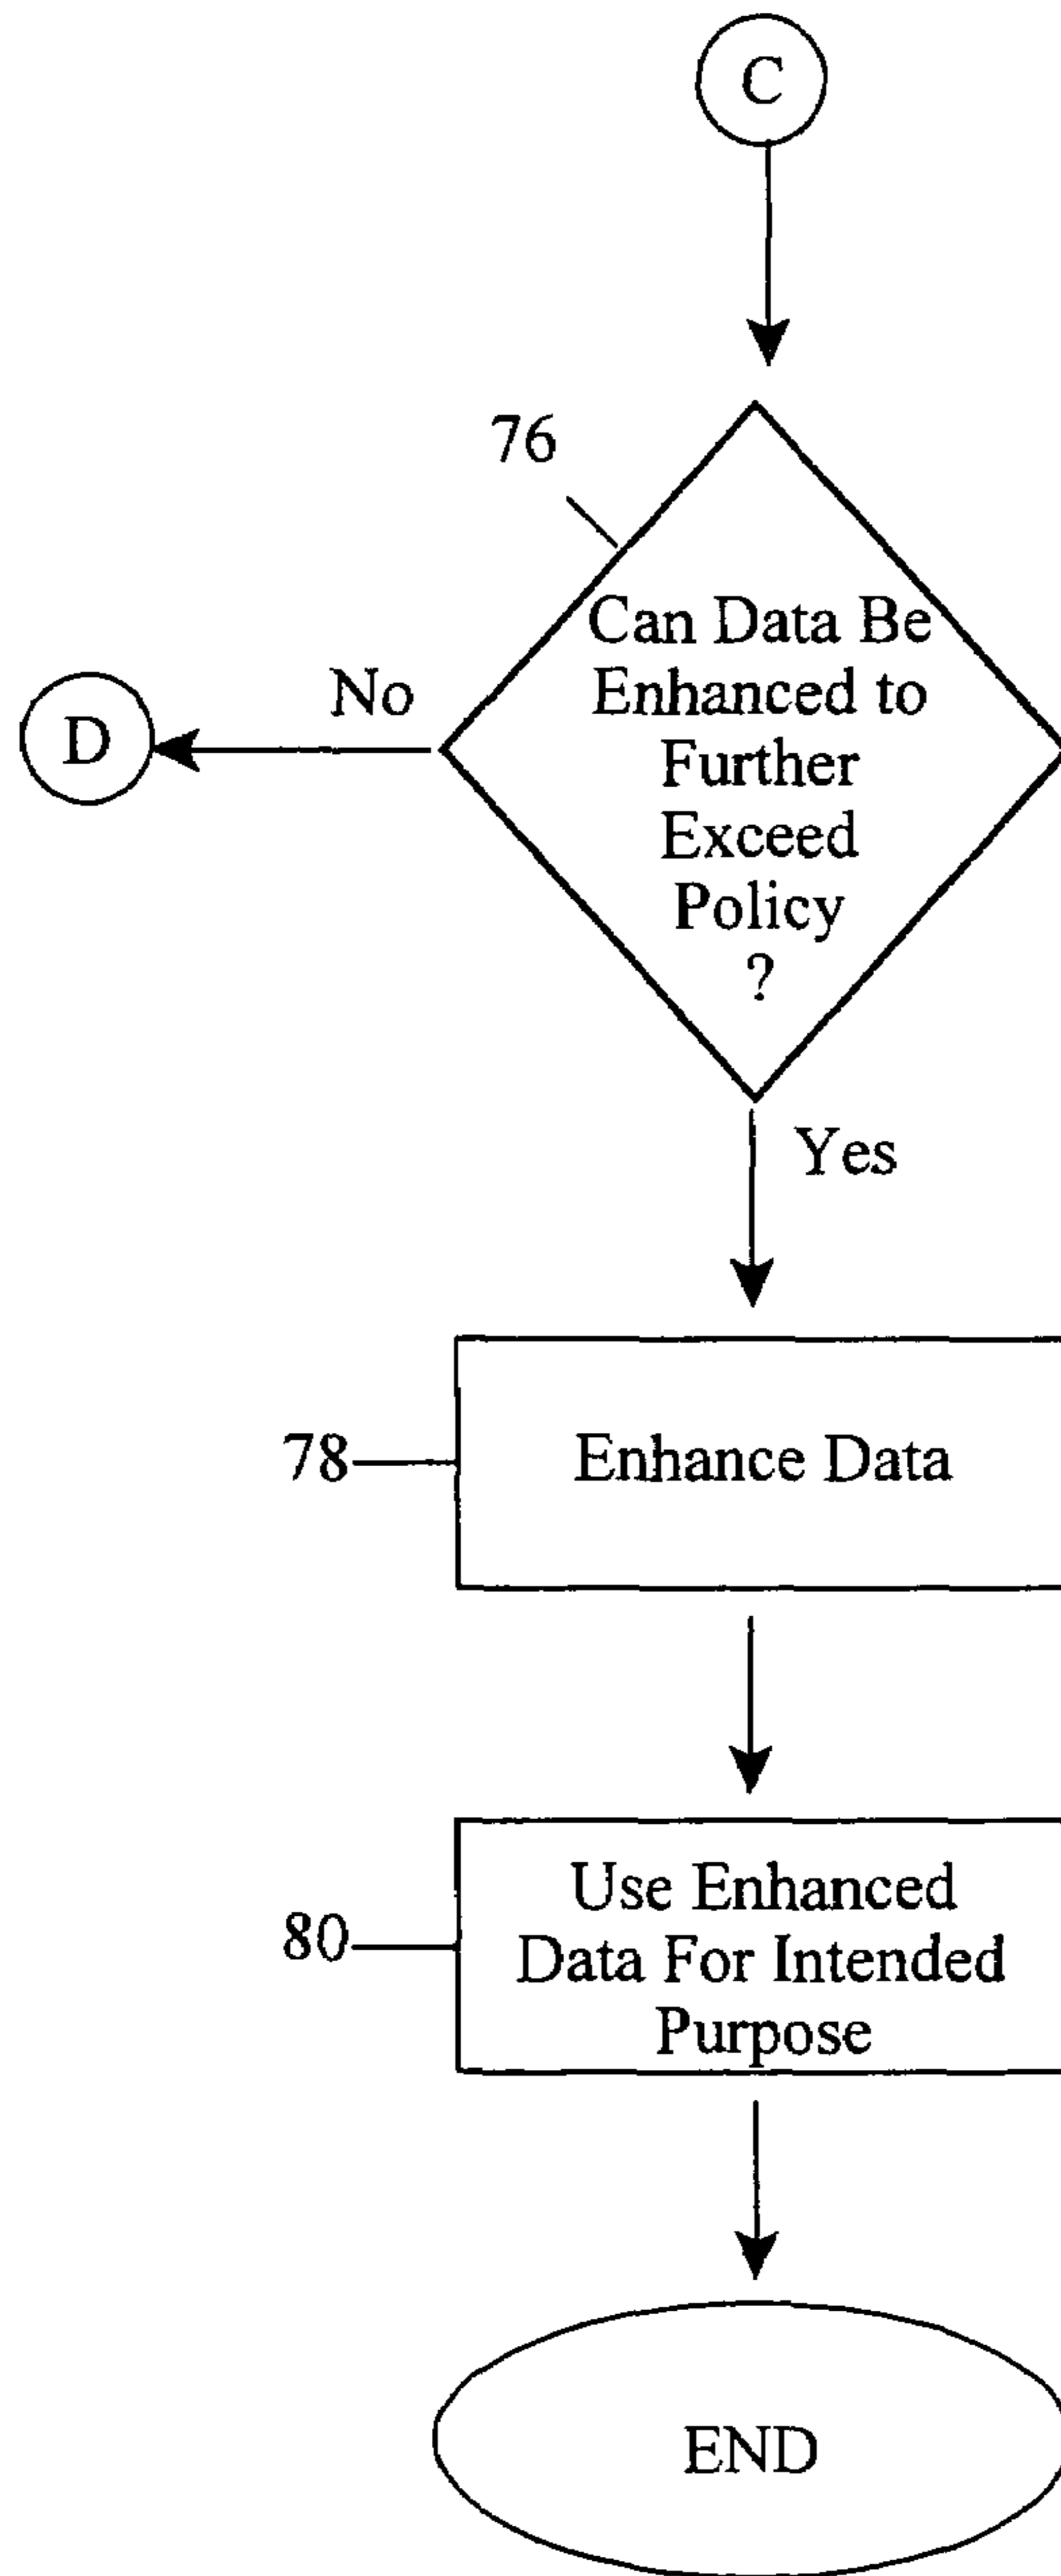 C
76
Can Data Be
Enhanced to
Further
Exceed
Policy
?
No
D
Yes
78
Enhance Data
80
Use Enhanced
Data For Intended
Purpose
END